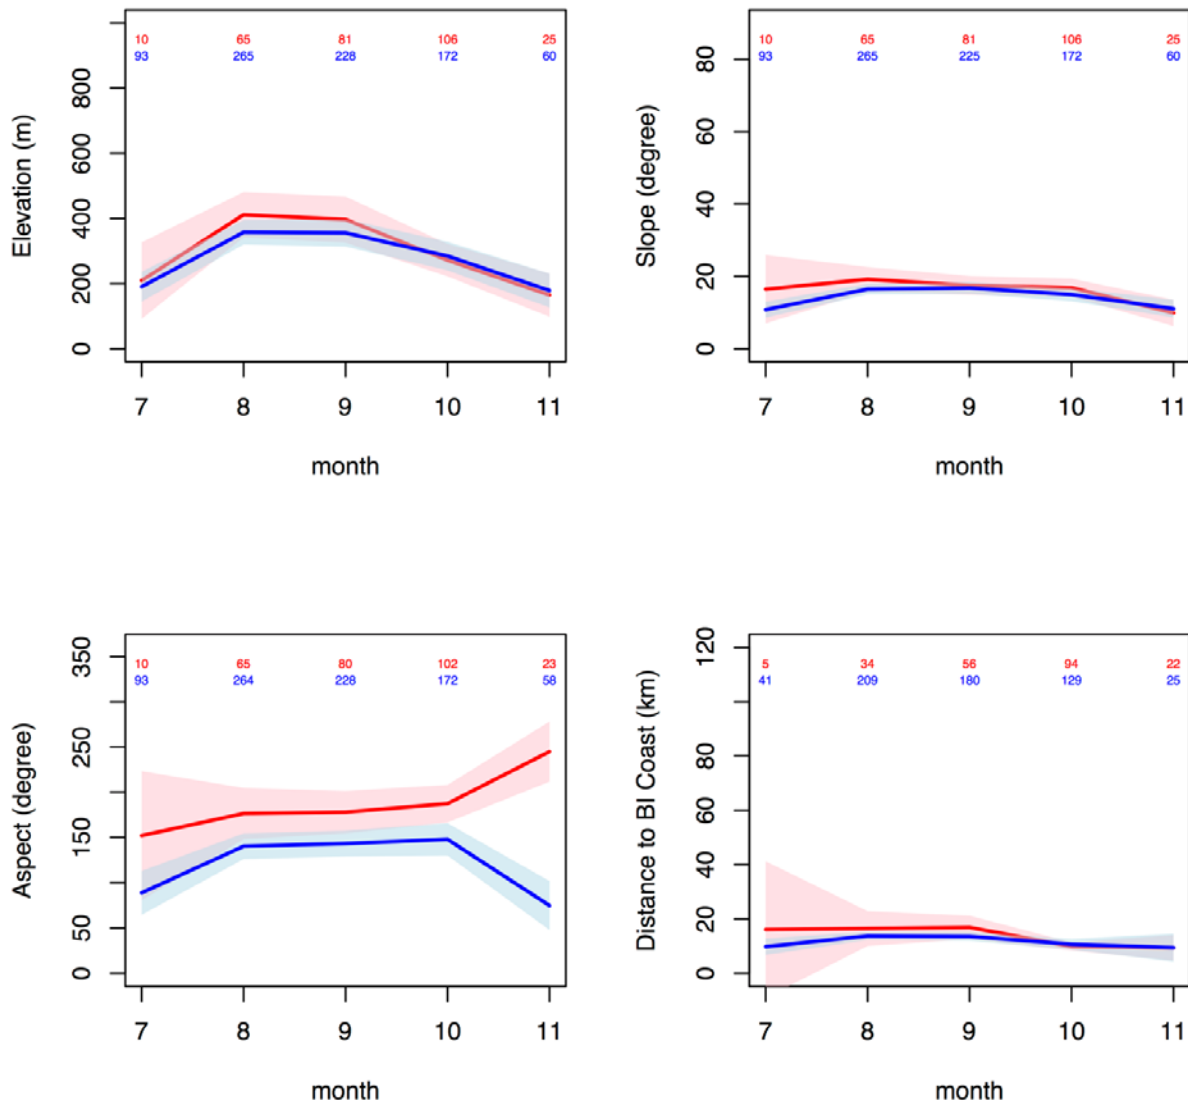 10 65 81 106 25
93 265 228 172 60
Elevation (m)
0 200 400 600 800
7 8 9 10 11
month
10 65 81 106 25
93 265 225 172 60
Slope (degree)
0 20 40 60 80
7 8 9 10 11
month
10 65 80 102 23
93 264 228 172 58
Aspect (degree)
0 50 150 250 350
7 8 9 10 11
month
5 34 56 94 22
41 209 180 129 25
Distance to BI Coast (km)
0 20 40 60 80 120
7 8 9 10 11
month